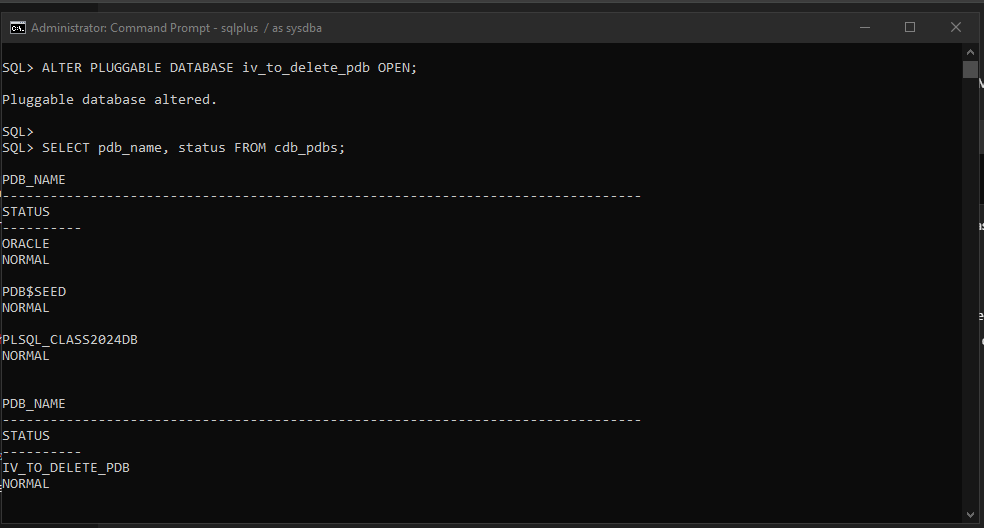 Administrator: Command Prompt - sqlplus  / as sysdba
SQL> ALTER PLUGGABLE DATABASE iv_to_delete_pdb OPEN;
Pluggable database altered.
SQL>
SQL> SELECT pdb_name, status FROM cdb_pdbs;
PDB_NAME
--------------------------------------------------------------------------------
STATUS
----------
ORACLE
NORMAL
PDB$SEED
NORMAL
PLSQL_CLASS2024DB
NORMAL
PDB_NAME
--------------------------------------------------------------------------------
STATUS
----------
IV_TO_DELETE_PDB
NORMAL